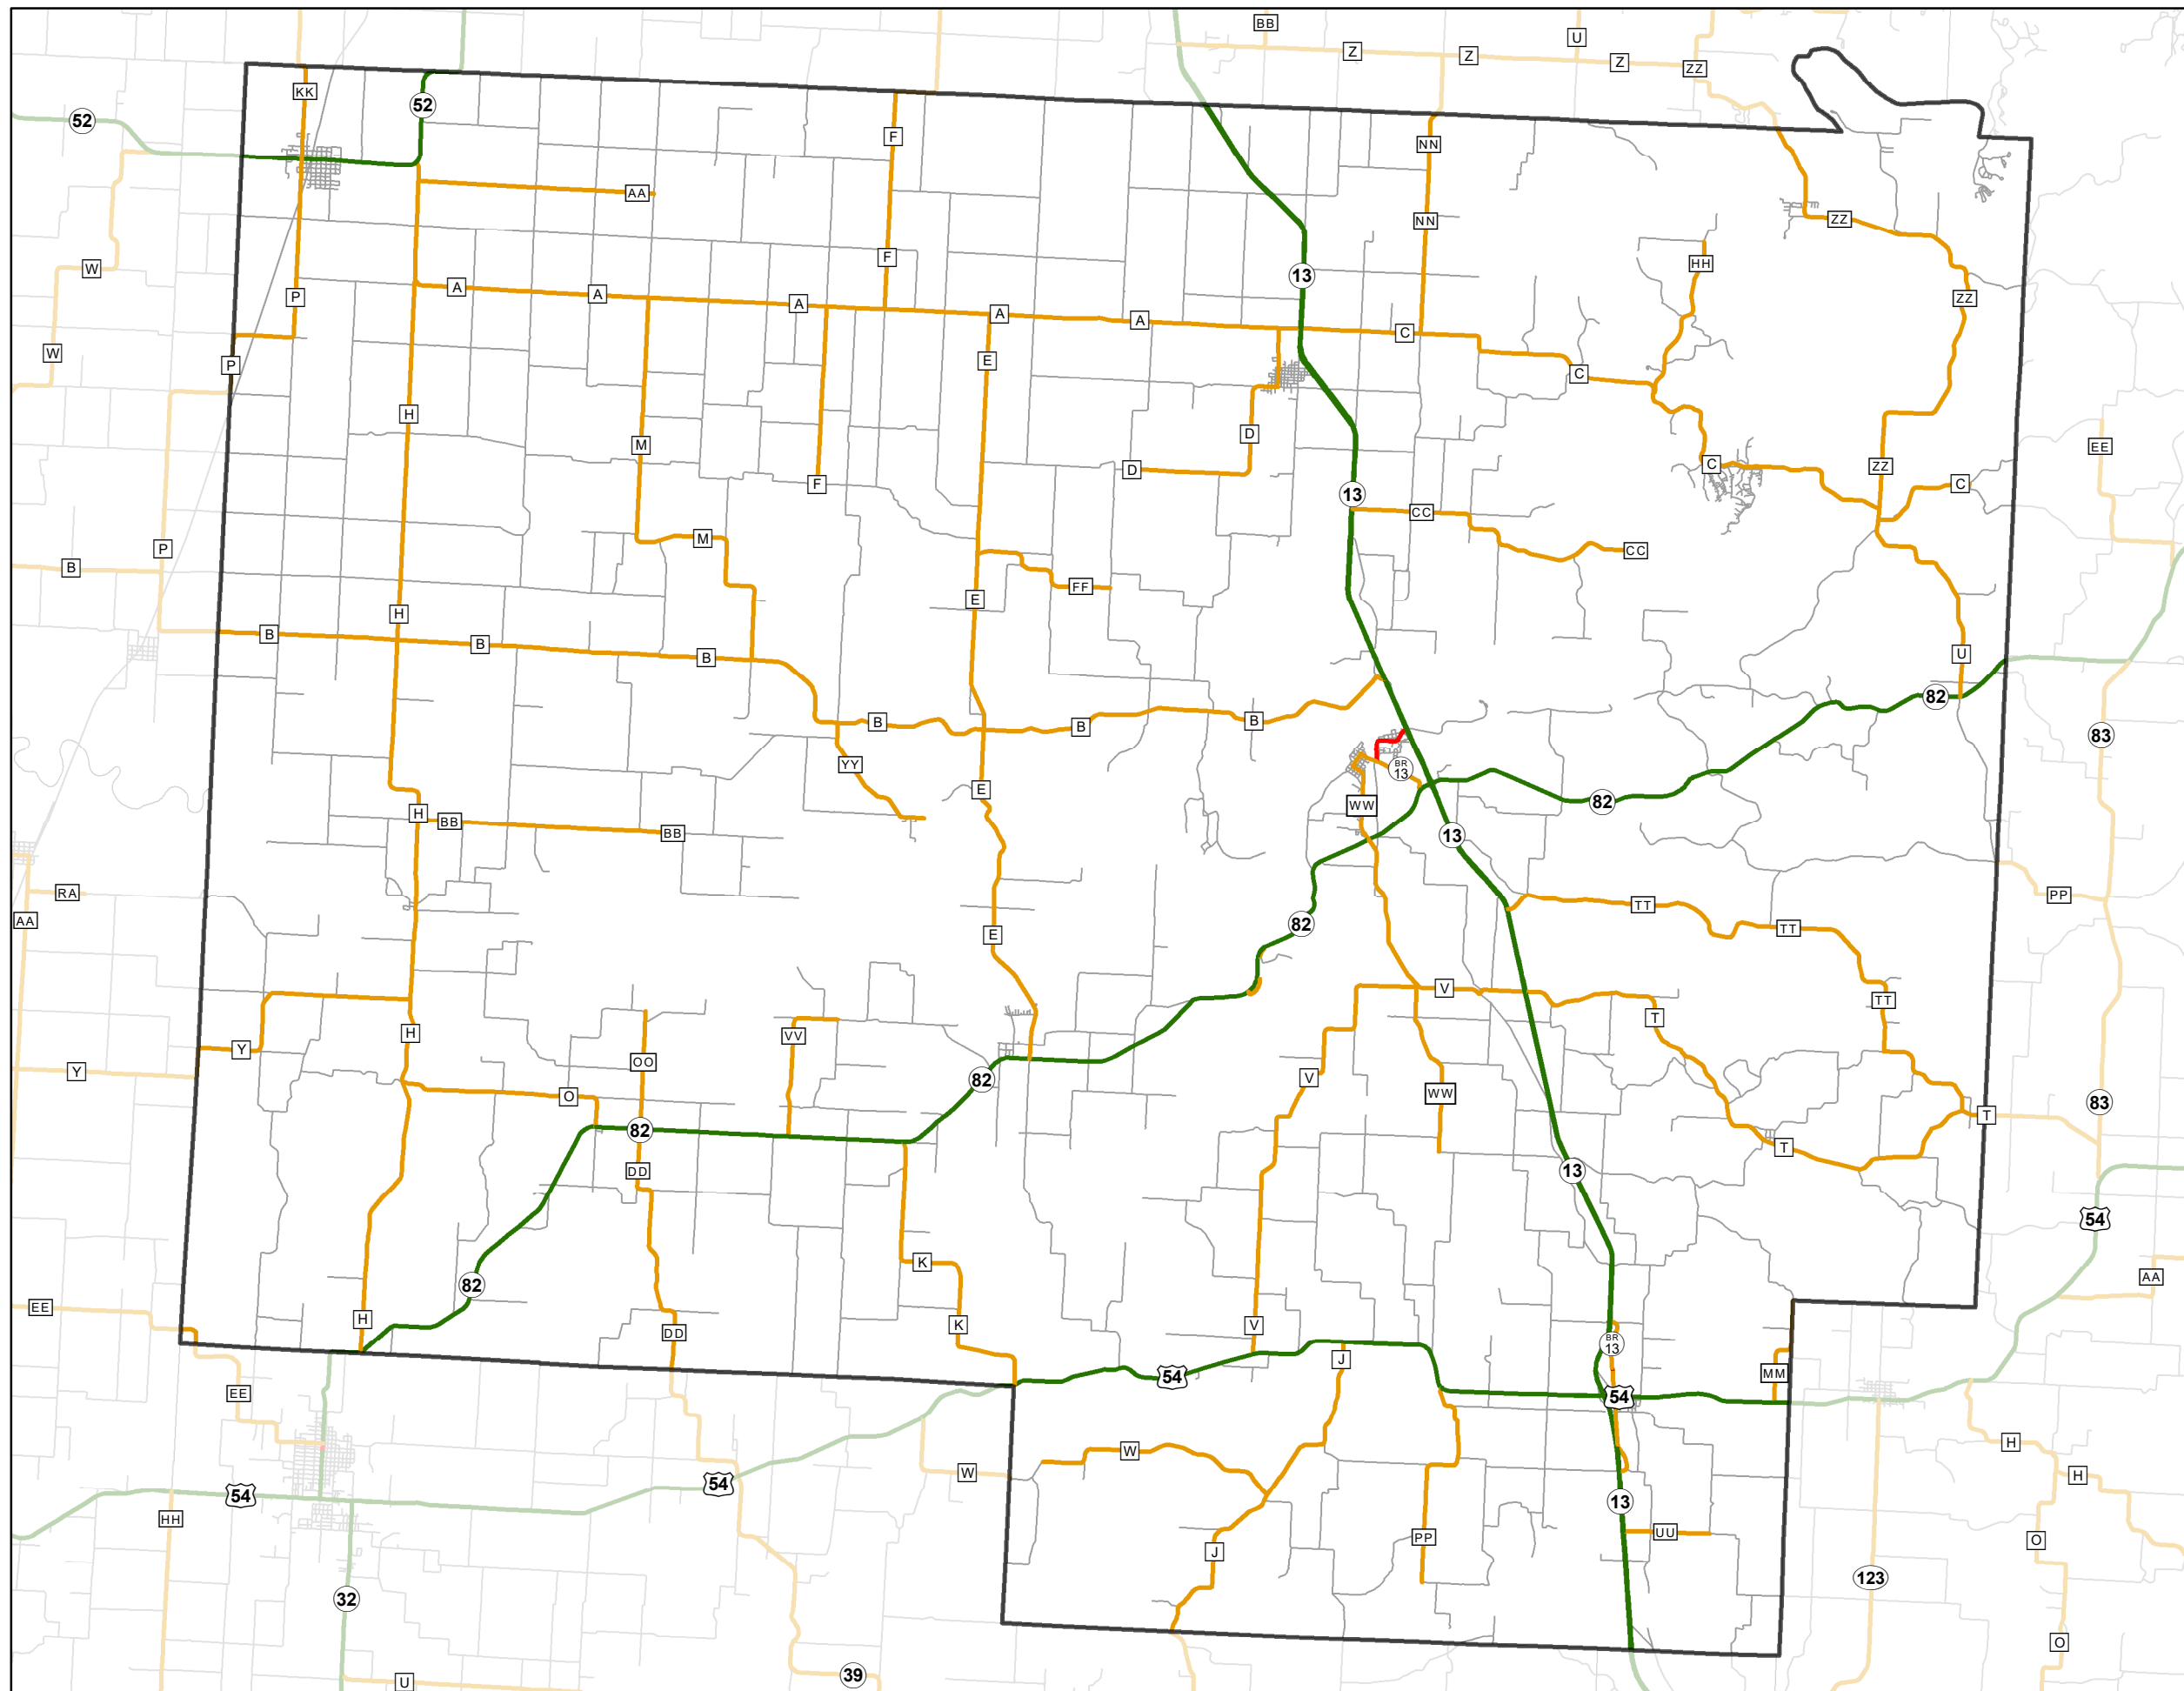 BB
U
Z
Z
Z
ZZ
KK
52
52
F
NN
AA
NN
ZZ
F
HH
W
13
P
A
A
A
ZZ
A
A
C
W
E
P
C
H
D
M
EE
C
ZZ
D
F
C
13
CC
M
P
CC
B
FF
E
H
B
B
U
B
82
B
B
B
83
YY
BR
13
E
82
WW
H
BB
BB
13
RA
PP
TT
AA
82
TT
E
V
TT
T
H
VV
Y
OO
Y
V
82
WW
O
83
T
82
T
DD
13
54
K
AA
82
EE
H
K
V
DD
BR
13
J
MM
54
EE
54
H
W
W
H
54
54
13
HH
UU
PP
O
J
123
32
O
39
U